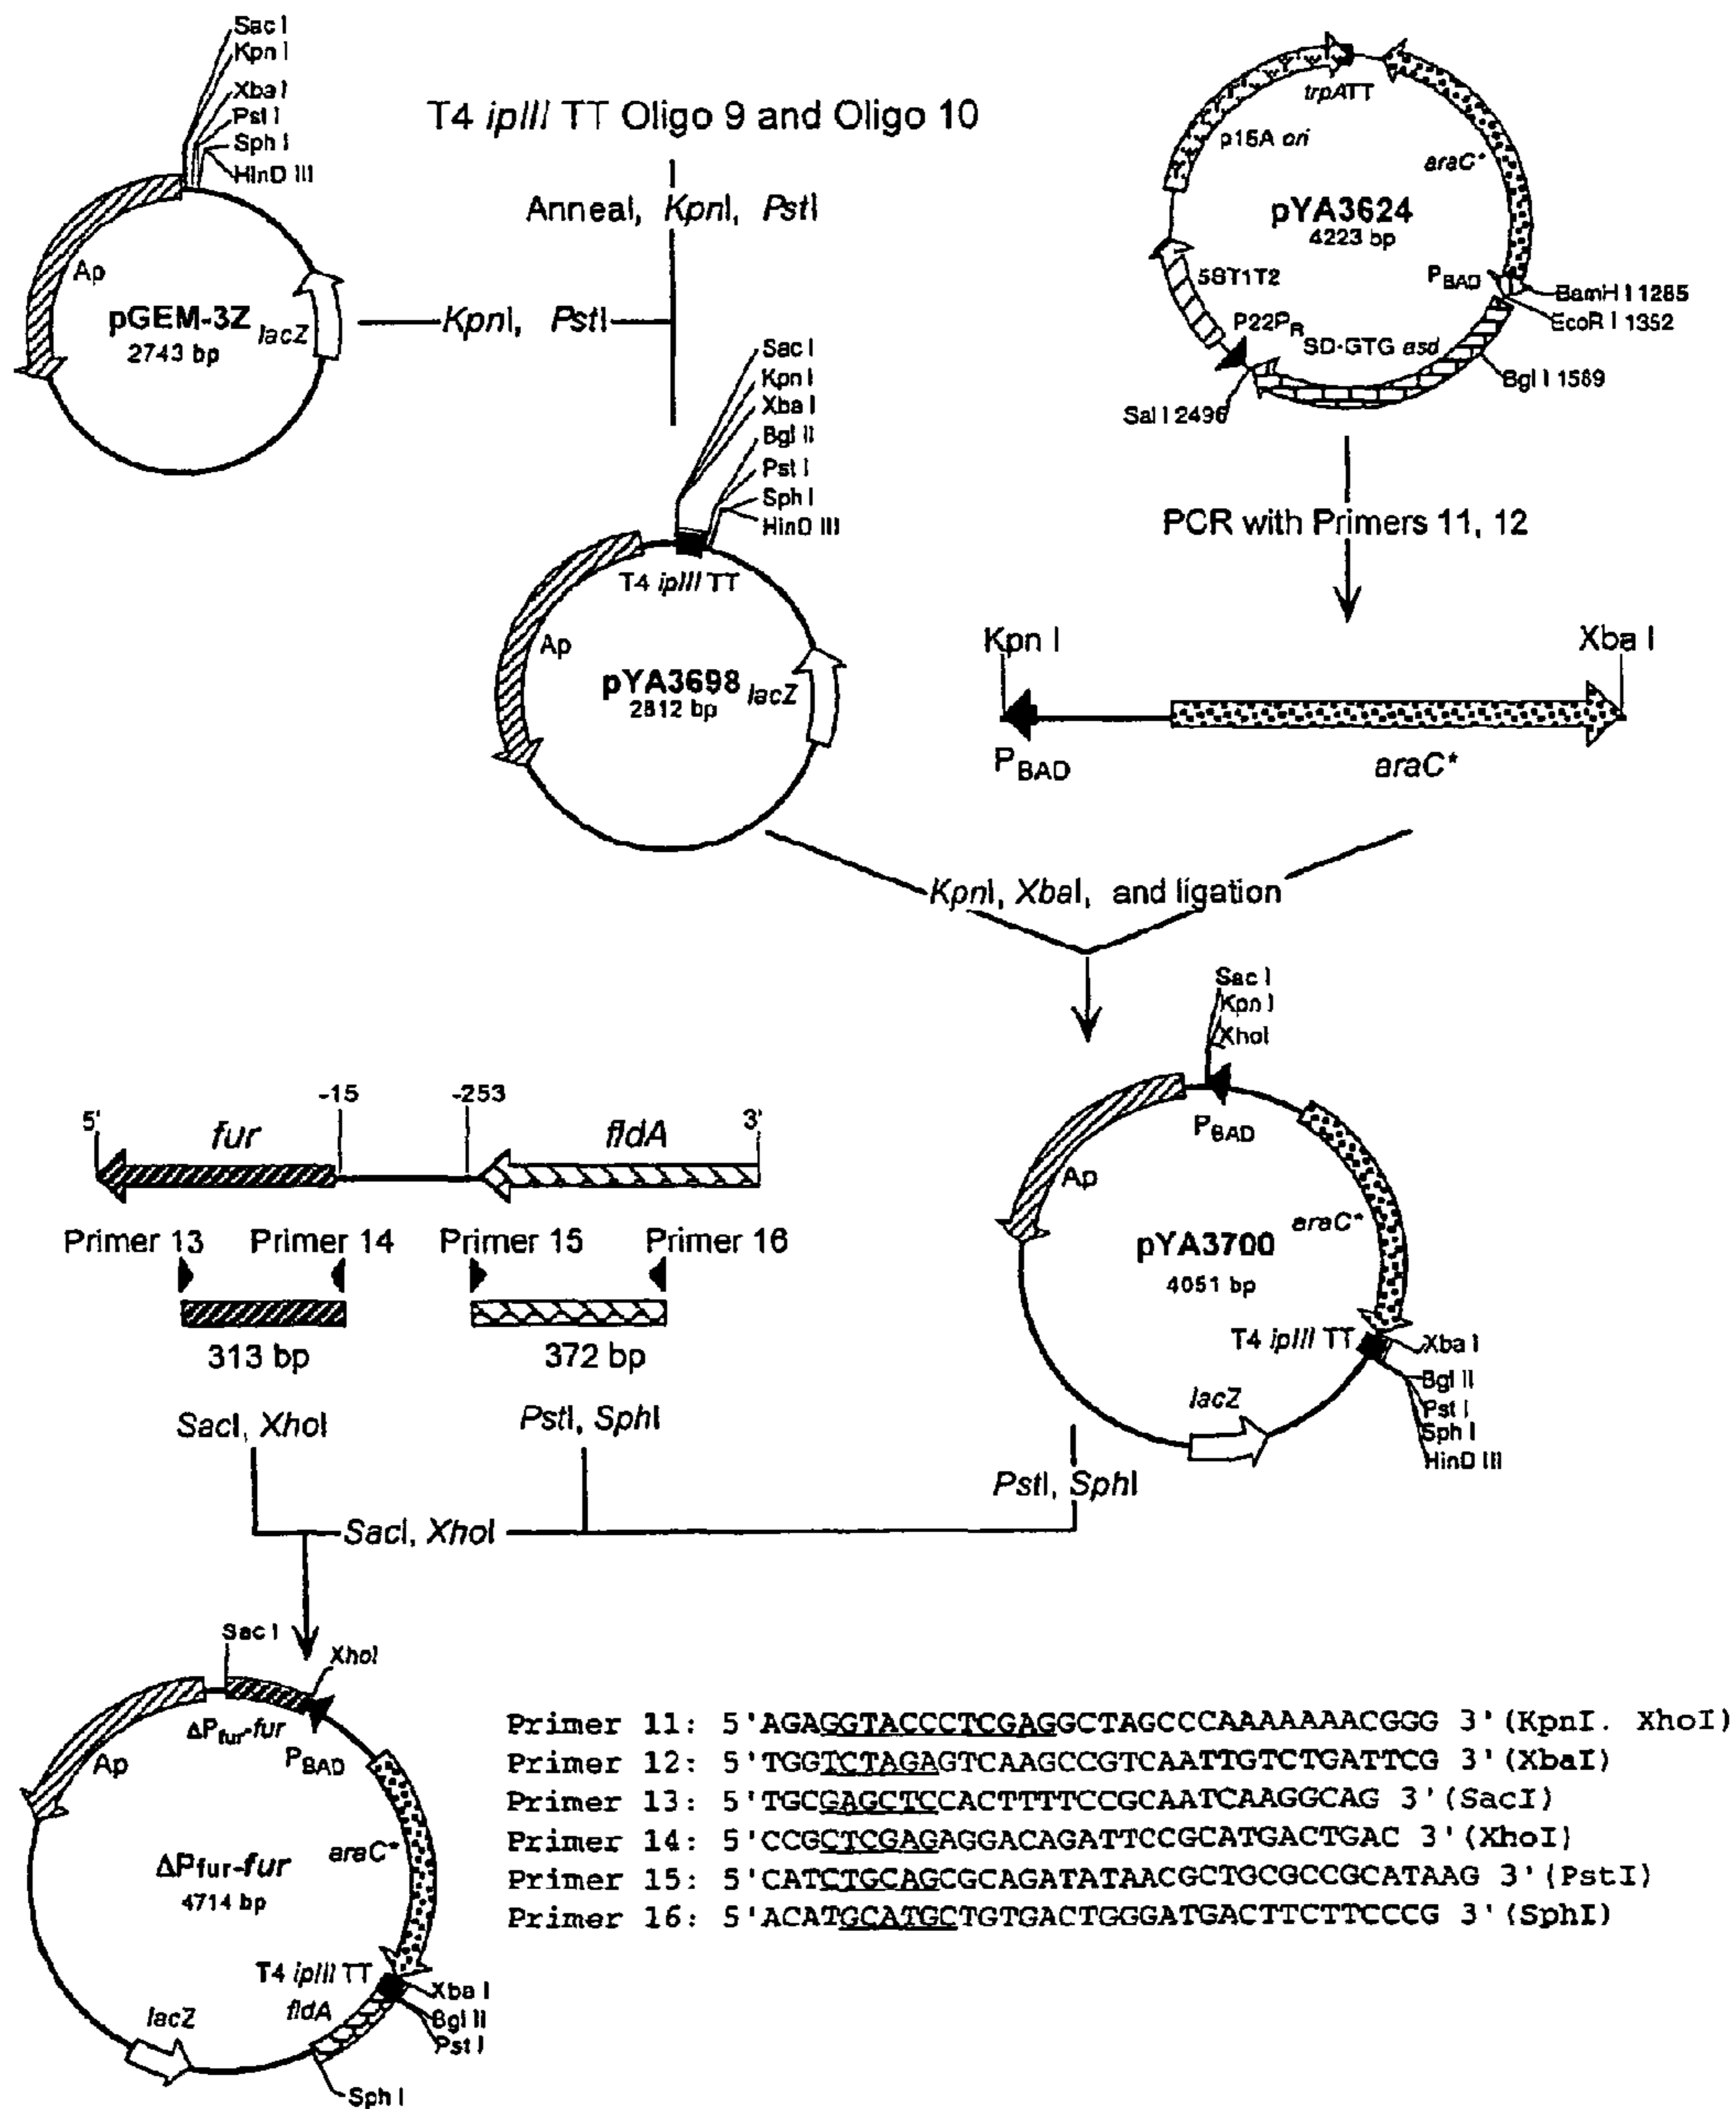 Sac I
Kpn I
Xba I
Pst I
Sph I
HinD III
Ap
pGEM-3Z
2743 bp
lacZ
T4 ipIII TT Oligo 9 and Oligo 10
Anneal, KpnI, PstI
KpnI, PstI
trpATT
p15A ori
araC*
pYA3624
4223 bp
PBAD
BamH I 1285
EcoR I 1352
5ST1T2
P22PR
SD-GTG asd
Bgl I 1589
Sal I 2496
PCR with Primers 11, 12
Sac I
Kpn I
Xba I
Bgl II
Pst I
Sph I
HinD III
T4 ipIII TT
Ap
pYA3698
2812 bp
lacZ
Kpn I
Xba I
PBAD
araC*
KpnI, XbaI, and ligation
Sac I
Kpn I
XhoI
PBAD
Ap
araC*
pYA3700
4051 bp
T4 ipIII TT
Xba I
Bgl II
Pst I
Sph I
HinD III
lacZ
-15
-253
5'
fur
fldA
3'
Primer 13
Primer 14
Primer 15
Primer 16
313 bp
372 bp
SacI, XhoI
PstI, SphI
PstI, SphI
SacI, XhoI
Sac I
XhoI
ΔPfur-fur
PBAD
Ap
araC*
ΔPfur-fur
4714 bp
T4 ipIII TT
fldA
Xba I
Bgl II
Pst I
lacZ
Sph I
Primer 11: 5'AGAGGTACCCTCGAGGCTAGCCCAAAAAAACGGG 3'(KpnI. XhoI)
Primer 12: 5'TGGTCTAGAGTCAAGCCGTCAATTGTCTGATTCG 3'(XbaI)
Primer 13: 5'TGCGAGCTCCACTTTTCCGCAATCAAGGCAG 3'(SacI)
Primer 14: 5'CCGCTCGAGAGGACAGATTCCGCATGACTGAC 3'(XhoI)
Primer 15: 5'CATCTGCAGCGCAGATATAACGCTGCGCCGCATAAG 3'(PstI)
Primer 16: 5'ACATGCATGCTGTGACTGGGATGACTTCTTCCCG 3'(SphI)